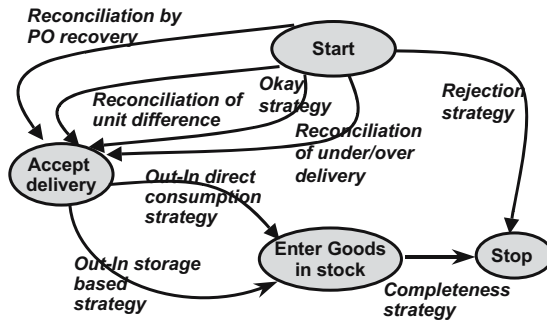 Reconciliation by
PO recovery
Start
Okay
strategy
Rejection
strategy
Reconciliation of
unit difference
Reconciliation
of under/over
delivery
Accept
delivery
Out-In direct
consumption
strategy
Enter Goods
in stock
Stop
Out-In storage
based
strategy
Completeness
strategy